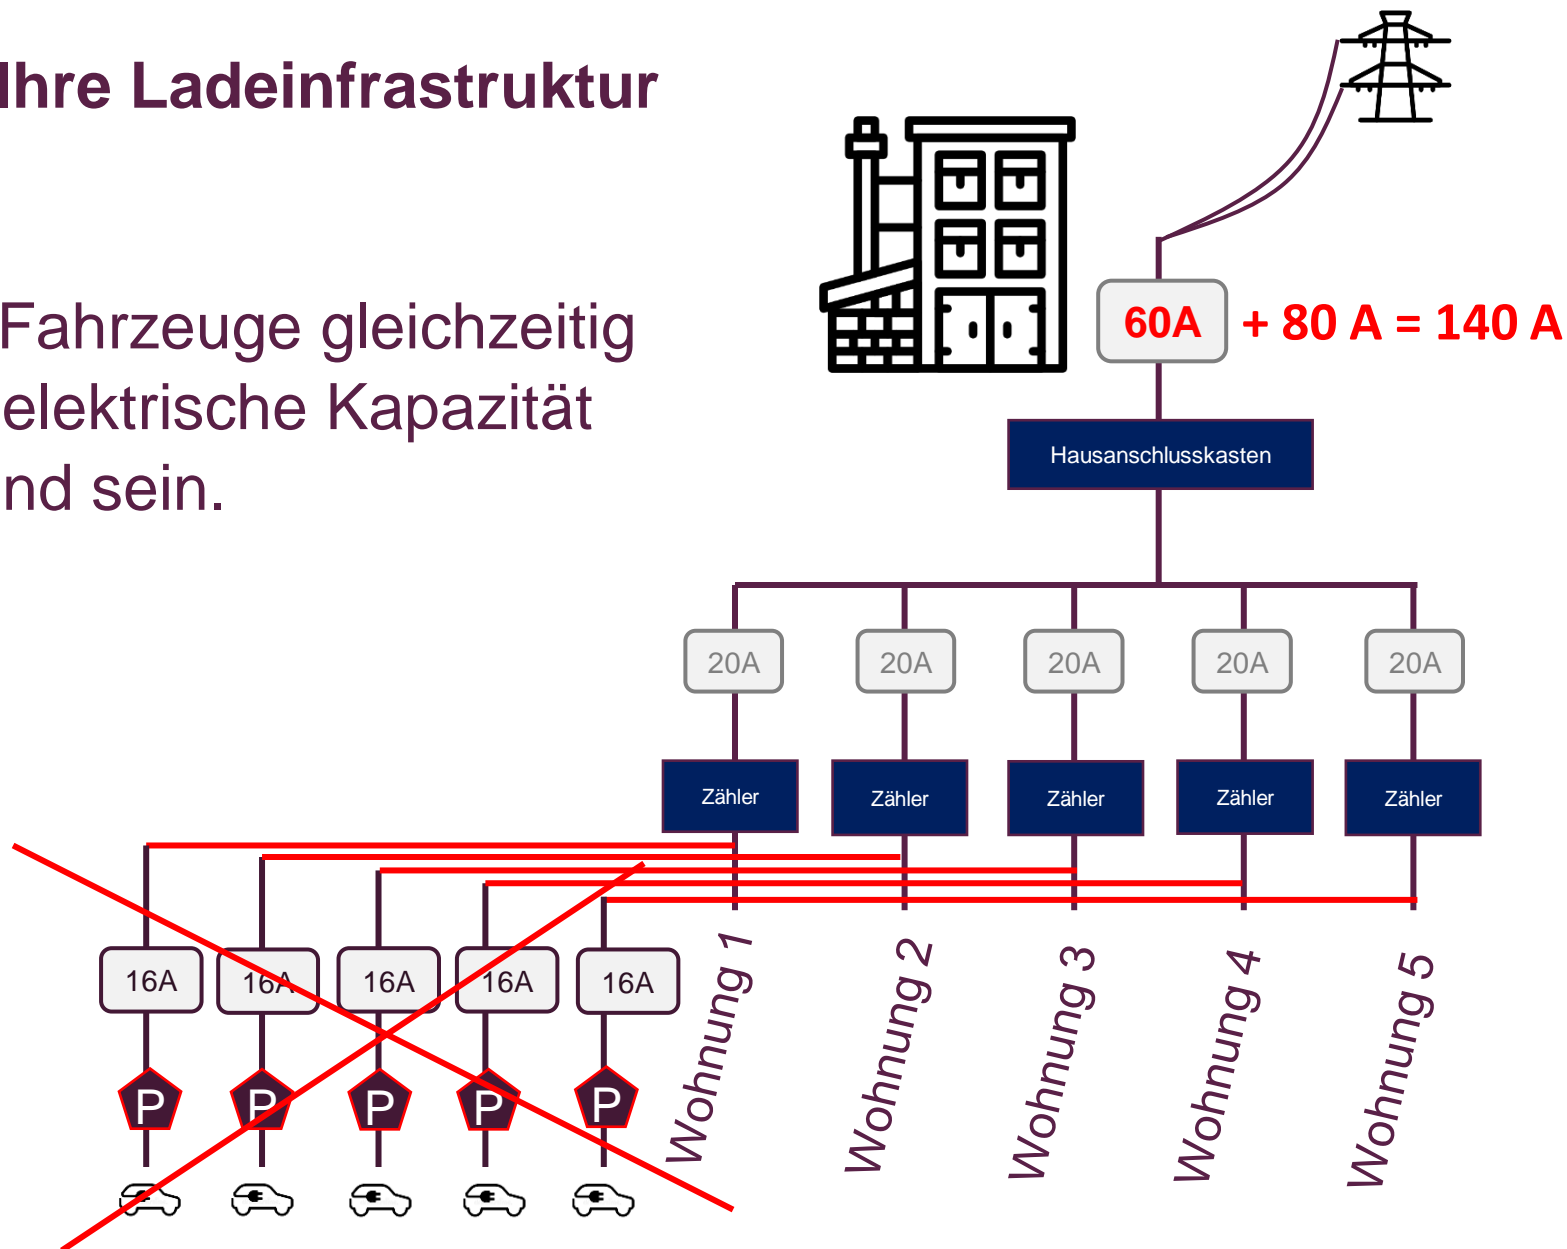 Ihre Ladeinfrastruktur
Fahrzeuge gleichzeitig
elektrische Kapazität
nd sein.
60A + 80 A = 140 A
Hausanschlusskasten
20A 20A 20A 20A 20A
Zähler Zähler Zähler Zähler Zähler
16A 16A 16A 16A 16A
P P P P P
Wohnung 1 Wohnung 2 Wohnung 3 Wohnung 4 Wohnung 5